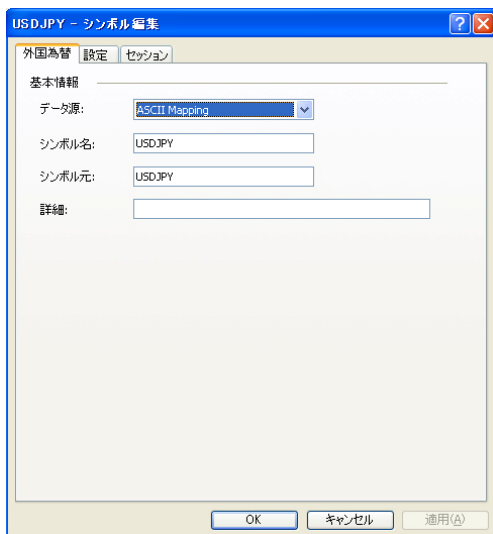 USDJPY - シンボル編集
外国為替 設定 セッション
基本情報
データ源: ASCII Mapping
シンボル名: USDJPY
シンボル元: USDJPY
詳細:
OK キャンセル 適用(A)